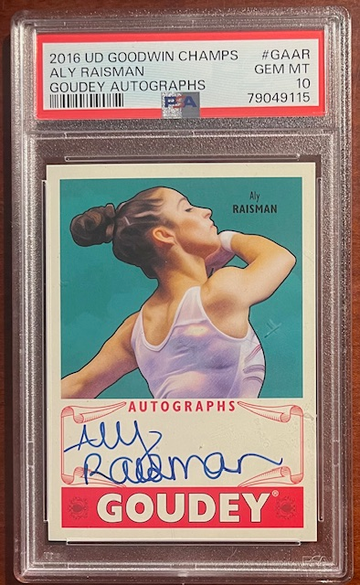 2016 UD GOODWIN CHAMPS #GAAR
ALY RAISMAN GEM MT
GOUDEY AUTOGRAPHS 10
PSA 79049115
Aly
RAISMAN
AUTOGRAPHS
Aly
Raisman
GOUDEY